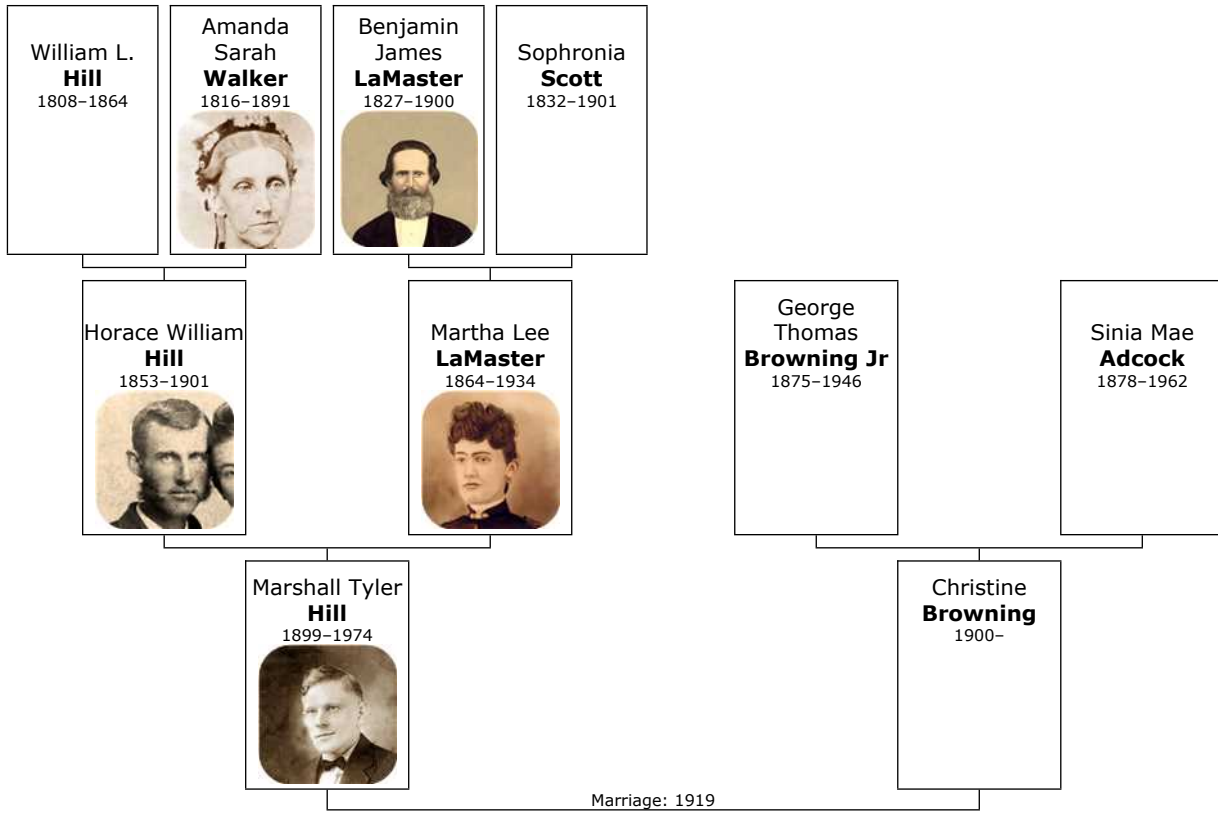 William L.
Hill
1808–1864
Amanda
Sarah
Walker
1816–1891
Benjamin
James
LaMaster
1827–1900
Sophronia
Scott
1832–1901
Horace William
Hill
1853–1901
Martha Lee
LaMaster
1864–1934
George
Thomas
Browning Jr
1875–1946
Sinia Mae
Adcock
1878–1962
Marshall Tyler
Hill
1899–1974
Christine
Browning
1900–
Marriage: 1919